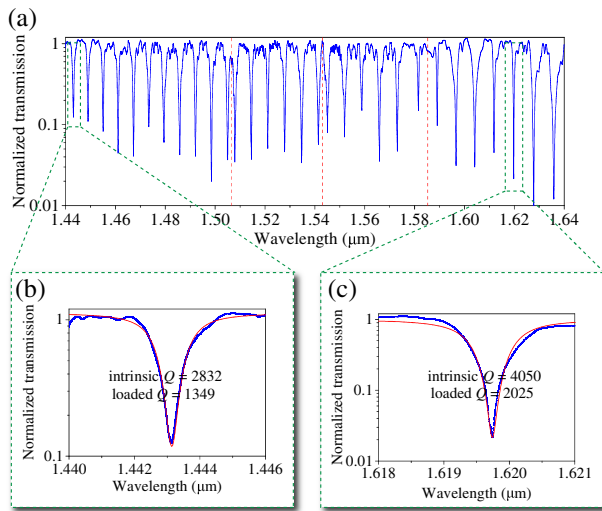 (a)
Normalized transmission
1
0.1
0.01
1.44 1.46 1.48 1.50 1.52 1.54 1.56 1.58 1.60 1.62 1.64
Wavelength (μm)
(b)
Normalized transmission
1
0.1
intrinsic Q = 2832
loaded Q = 1349
1.440 1.442 1.444 1.446
Wavelength (μm)
(c)
Normalized transmission
1
0.1
0.01
intrinsic Q = 4050
loaded Q = 2025
1.618 1.619 1.620 1.621
Wavelength (μm)